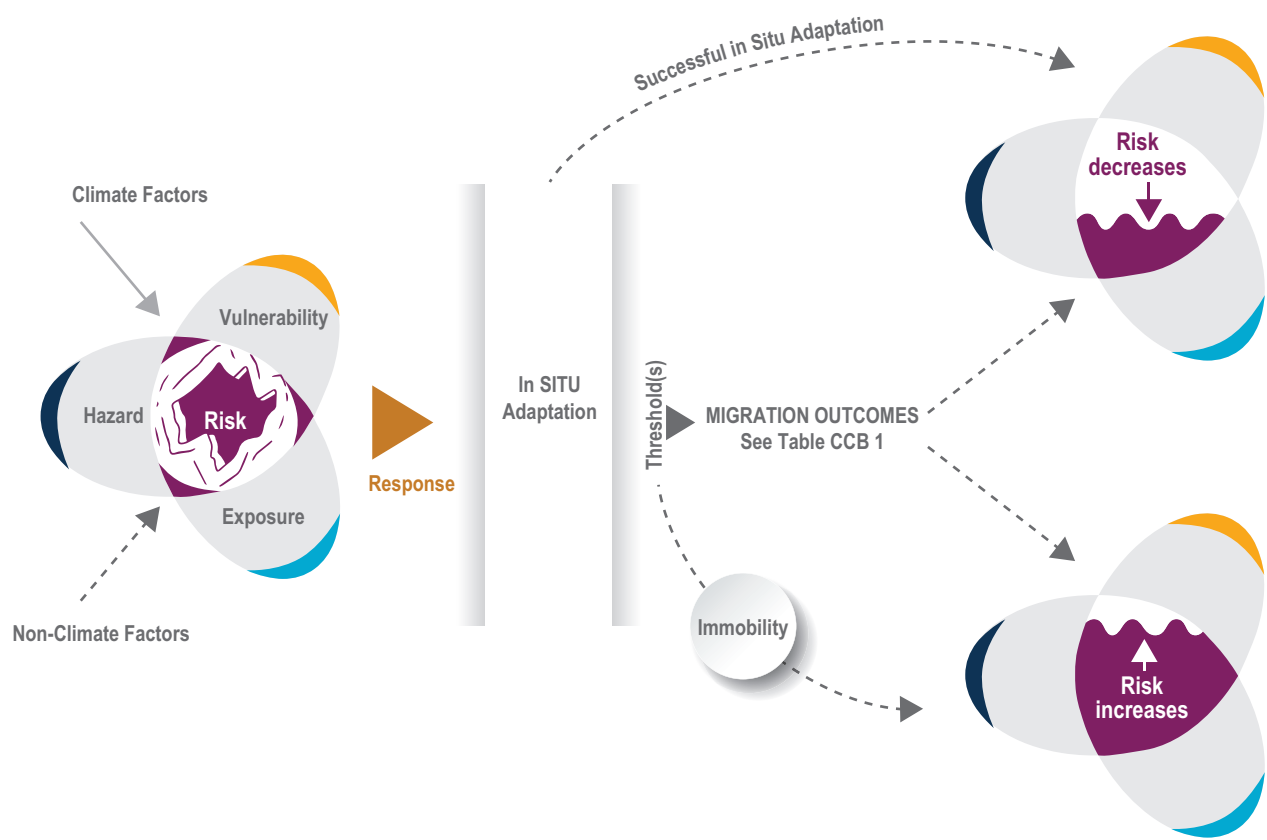 Successful in Situ Adaptation
Risk
decreases
Climate Factors
Vulnerability
Hazard
Risk
Exposure
Non-Climate Factors
Response
In SITU
Adaptation
Threshold(s)
MIGRATION OUTCOMES
See Table CCB 1
Immobility
Risk
increases